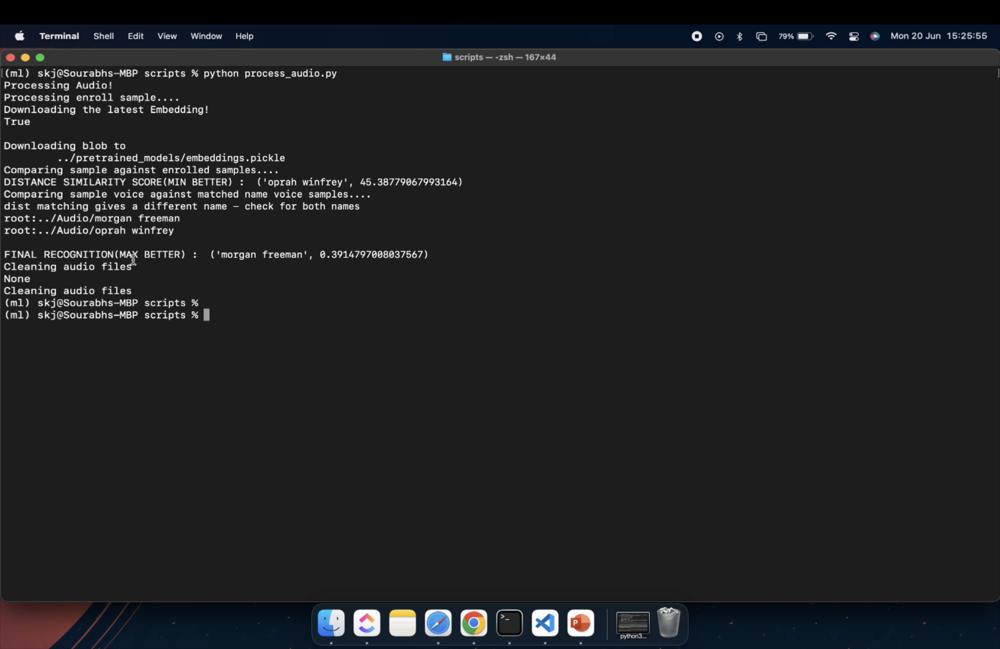 Terminal Shell Edit View Window Help 79% Mon 20 Jun 15:25:55
scripts — -zsh — 167×44
[(ml) skj@Sourabhs-MBP scripts % python process_audio.py ]
Processing Audio!
Processing enroll sample....
Downloading the latest Embedding!
True
Downloading blob to
../pretrained_models/embeddings.pickle
Comparing sample against enrolled samples....
DISTANCE SIMILARITY SCORE(MIN BETTER) :  ('oprah winfrey', 45.38779067993164)
Comparing sample voice against matched name voice samples....
dist matching gives a different name – check for both names
root:../Audio/morgan freeman
root:../Audio/oprah winfrey
FINAL RECOGNITION(MAX BETTER) :  ('morgan freeman', 0.3914797008037567)
Cleaning audio files
None
Cleaning audio files
(ml) skj@Sourabhs-MBP scripts %
(ml) skj@Sourabhs-MBP scripts %
>_
P
python3....